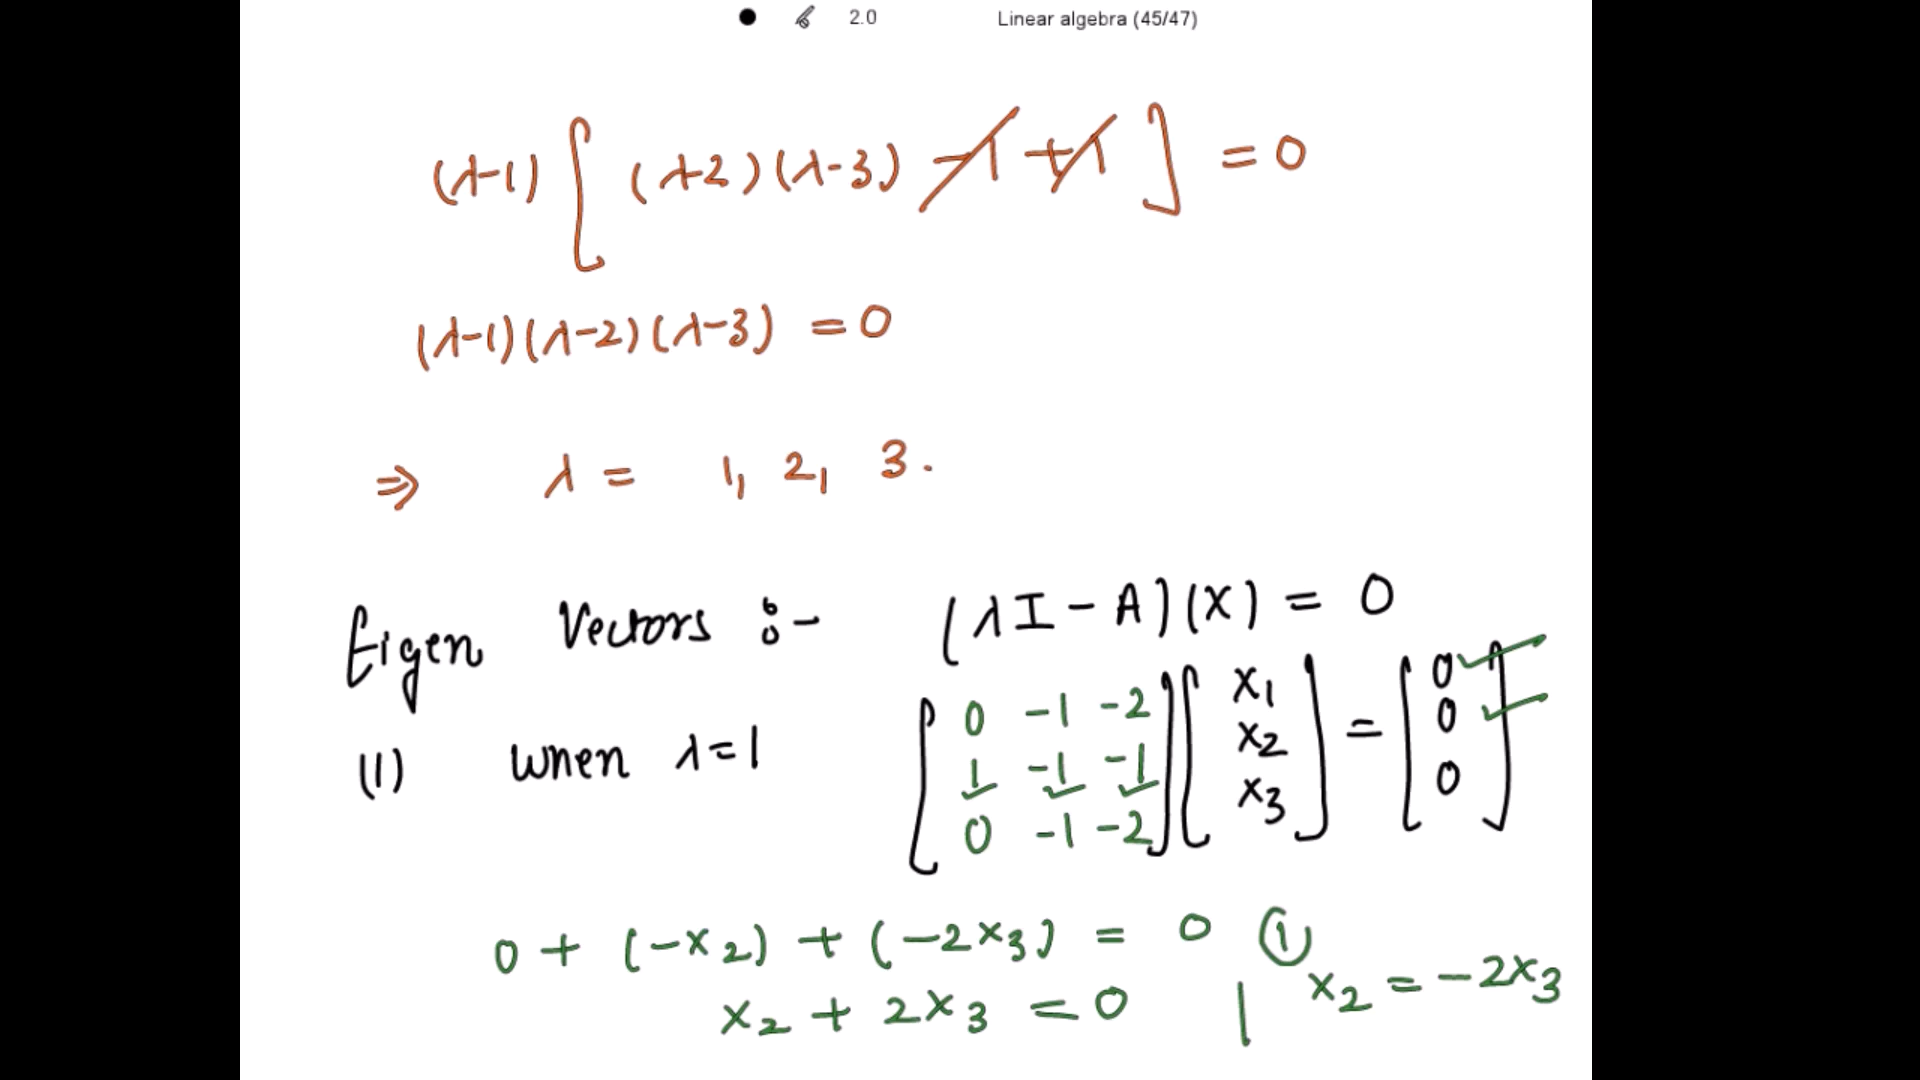 2.0 Linear algebra (45/47)
(λ-1) [ (λ-2)(λ-3) -λ +λ ] = 0
(λ-1)(λ-2)(λ-3) = 0
⇒ λ = 1, 2, 3.
Eigen Vectors :- (λI - A)(X) = 0
(1) When λ=1 [0 -1 -2; 1 -1 -1; 0 -1 -2] [x1; x2; x3] = [0; 0; 0]
0 + (-x2) + (-2x3) = 0 ①
x2 + 2x3 = 0 | x2 = -2x3